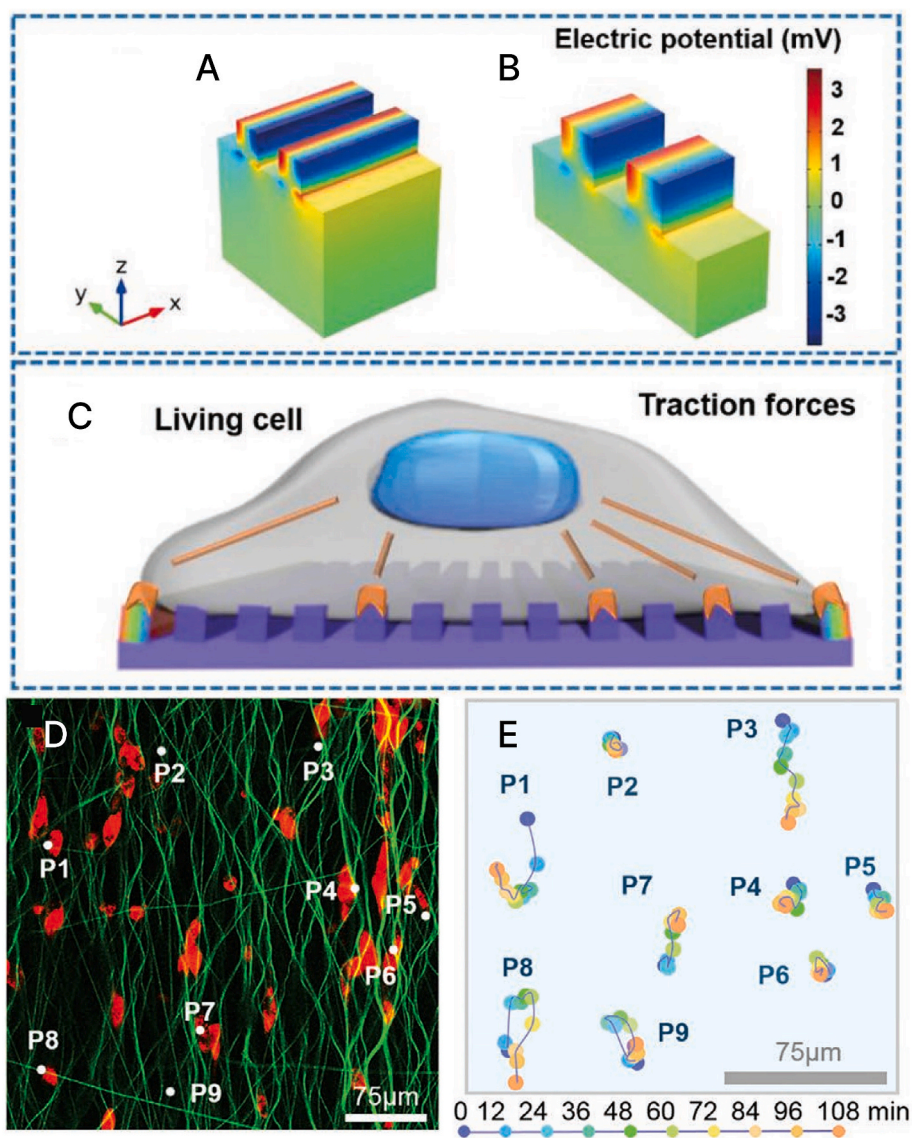 Electric potential (mV)
A
B
3
2
1
0
-1
-2
-3
z
y
x
C
Living cell
Traction forces
D
P2
P3
P1
P4
P5
P6
P7
P8
P9
75μm
E
P3
P1
P2
P7
P4
P5
P8
P6
P9
75μm
0 12 24 36 48 60 72 84 96 108 min